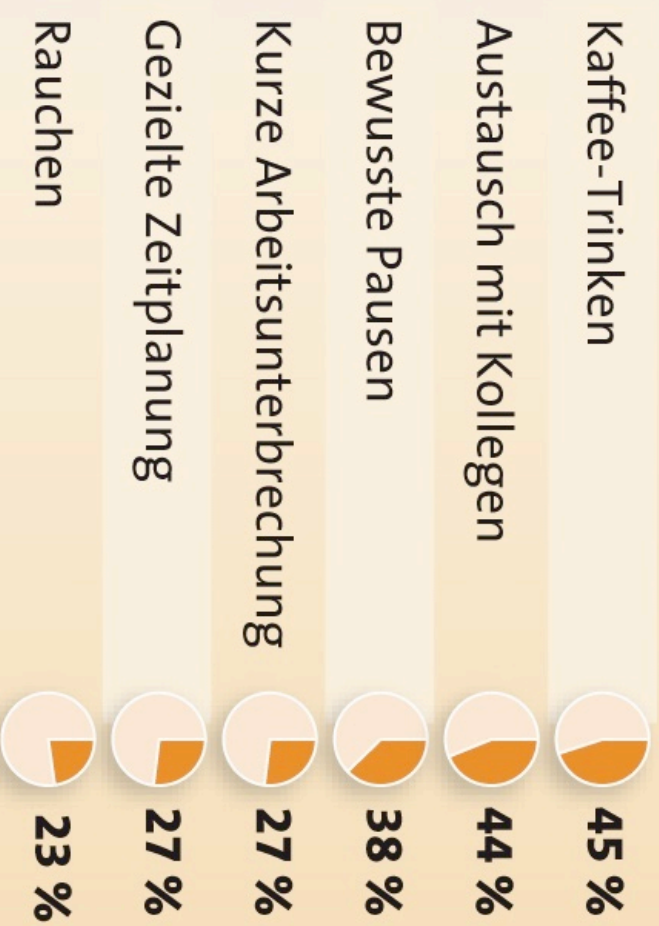 Kaffee-Trinken 45 %
Austausch mit Kollegen 44 %
Bewusste Pausen 38 %
Kurze Arbeitsunterbrechung 27 %
Gezielte Zeitplanung 27 %
Rauchen 23 %